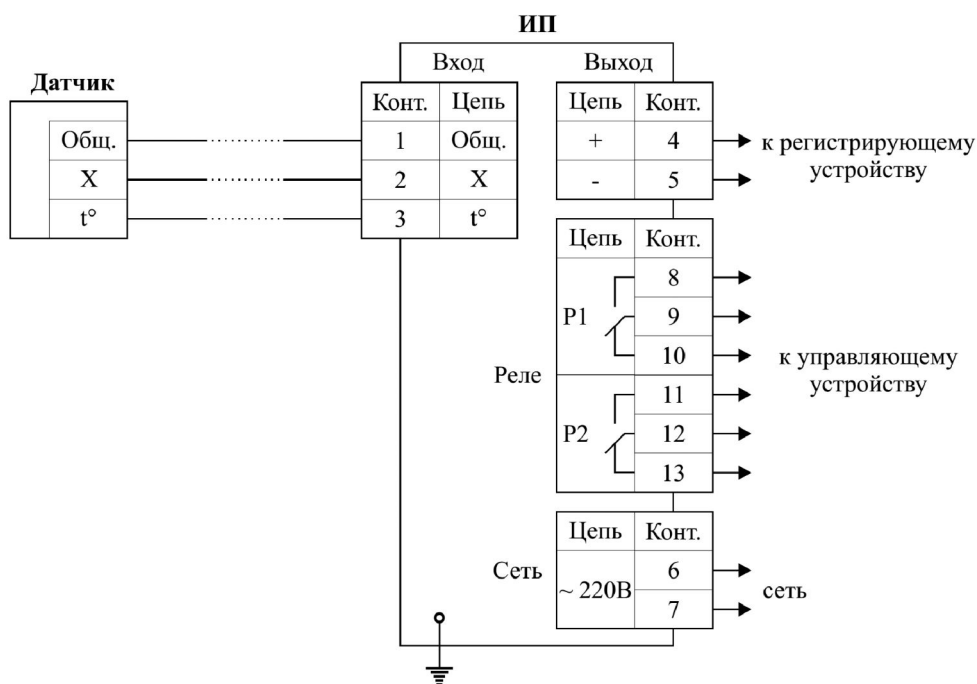 ИП
Датчик
Общ.
X
t°
Вход
Конт. Цепь
1 Общ.
2 X
3 t°
Выход
Цепь Конт.
+ 4
- 5
к регистрирующему
устройству
Реле
Цепь Конт.
P1
8
9
10
P2
11
12
13
к управляющему
устройству
Сеть
Цепь Конт.
~ 220В
6
7
сеть